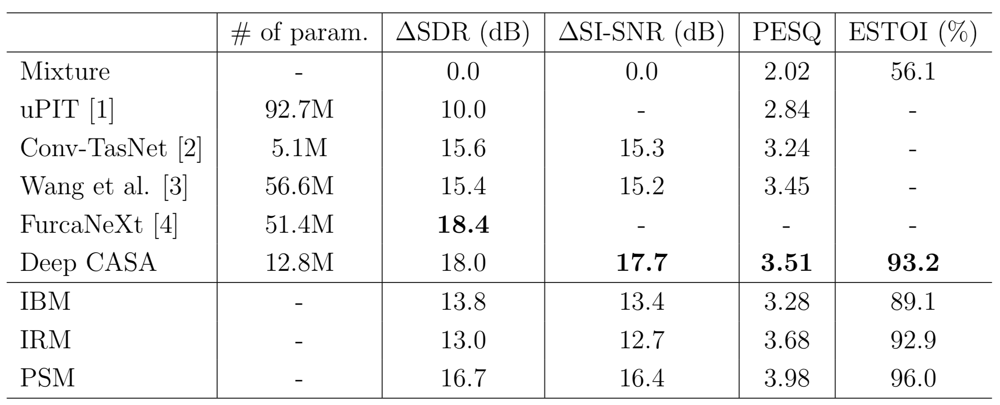 # of param. ΔSDR (dB) ΔSI-SNR (dB) PESQ ESTOI (%)
Mixture - 0.0 0.0 2.02 56.1
uPIT [1] 92.7M 10.0 - 2.84 -
Conv-TasNet [2] 5.1M 15.6 15.3 3.24 -
Wang et al. [3] 56.6M 15.4 15.2 3.45 -
FurcaNeXt [4] 51.4M 18.4 - - -
Deep CASA 12.8M 18.0 17.7 3.51 93.2
IBM - 13.8 13.4 3.28 89.1
IRM - 13.0 12.7 3.68 92.9
PSM - 16.7 16.4 3.98 96.0